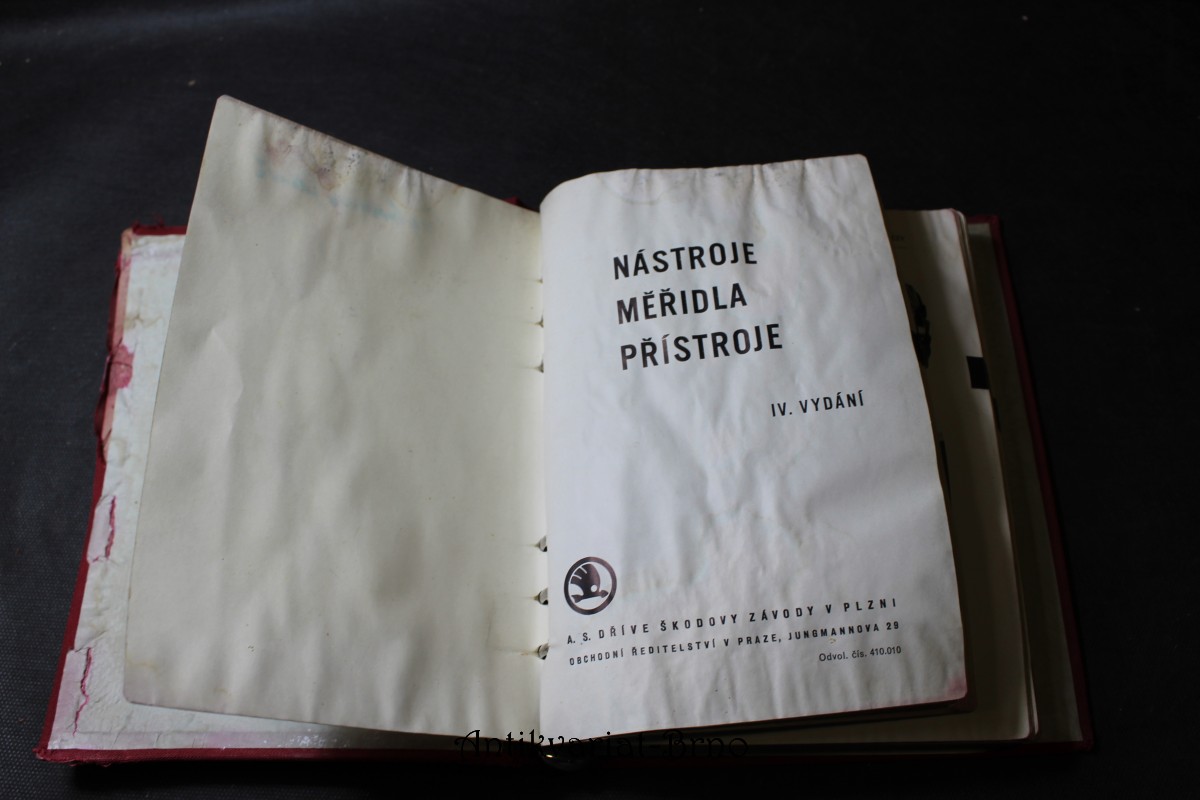 NÁSTROJE
MĚŘIDLA
PŘÍSTROJE
IV. VYDÁNÍ
A. S. DŘÍVE ŠKODOVY ZÁVODY V PLZNI
OBCHODNÍ ŘEDITELSTVÍ V PRAZE, JUNGMANNOVA 29
Odvol. čís. 410.010
Antikvariat Brno